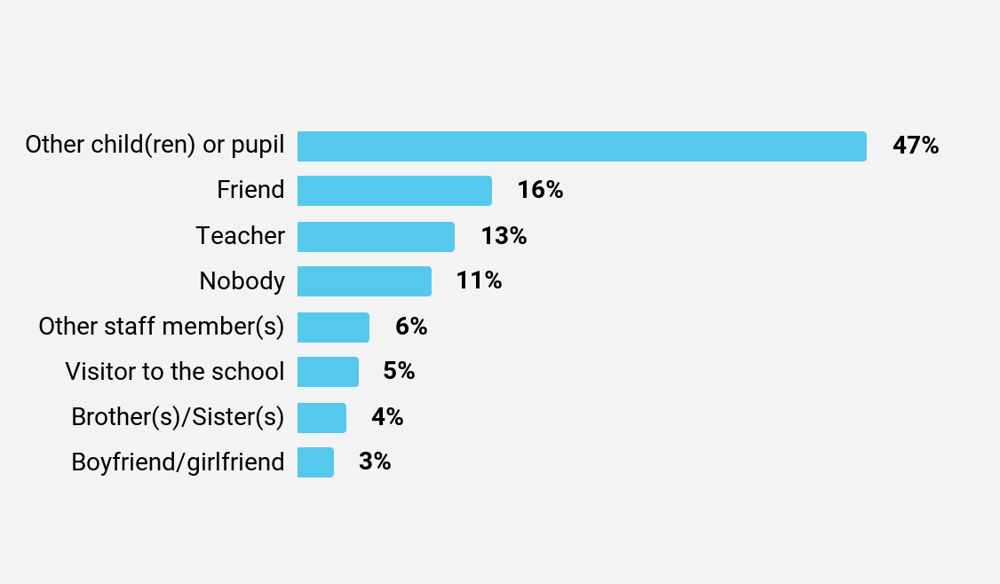 Other child(ren) or pupil 47%
Friend 16%
Teacher 13%
Nobody 11%
Other staff member(s) 6%
Visitor to the school 5%
Brother(s)/Sister(s) 4%
Boyfriend/girlfriend 3%